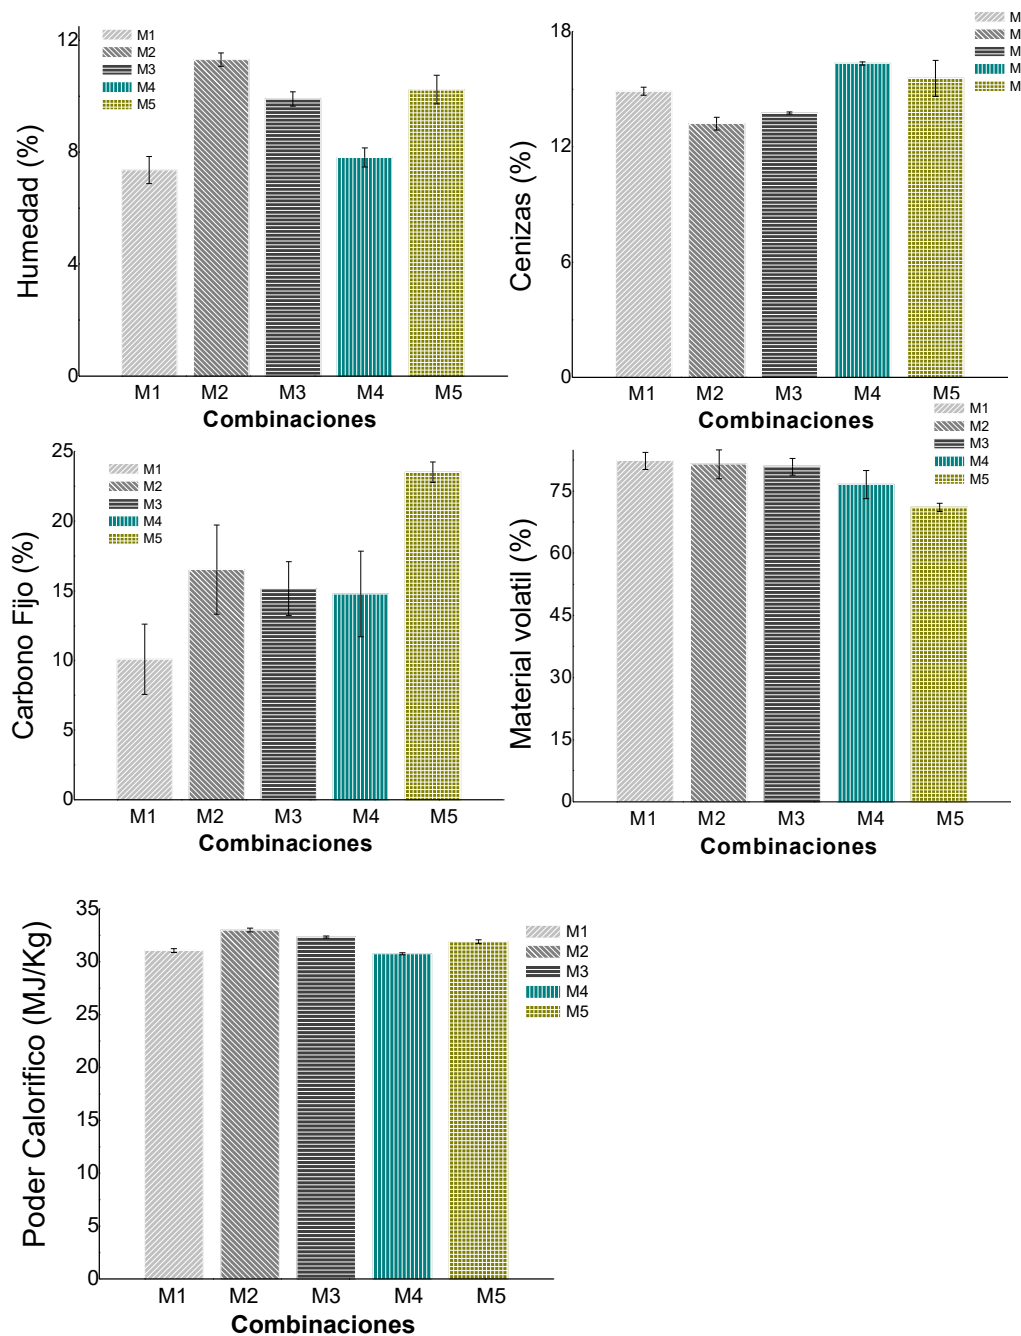 12
8
4
0
Humedad (%)
M1
M2
M3
M4
M5
M1 M2 M3 M4 M5
Combinaciones
18
12
6
0
Cenizas (%)
M
M
M
M
M
M1 M2 M3 M4 M5
Combinaciones
25
20
15
10
5
0
Carbono Fijo (%)
M1
M2
M3
M4
M5
M1 M2 M3 M4 M5
Combinaciones
75
60
45
30
15
0
Material volatil (%)
M1
M2
M3
M4
M5
M1 M2 M3 M4 M5
Combinaciones
35
30
25
20
15
10
5
0
Poder Calorifico (MJ/Kg)
M1
M2
M3
M4
M5
M1 M2 M3 M4 M5
Combinaciones